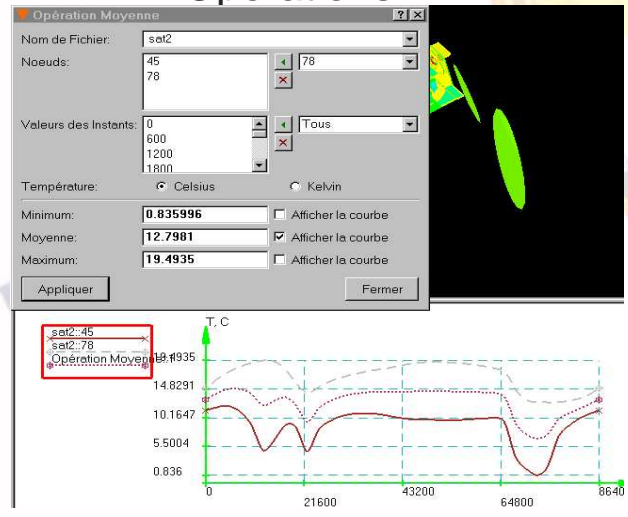 Opération Moyenne
Nom de Fichier: sat2
Noeuds: 45 78
78
Valeurs des Instants: 0 Tous
600
1200
1800
Température: Celsius Kelvin
Minimum: 0.835996 Afficher la courbe
Moyenne: 12.7981 Afficher la courbe
Maximum: 19.4935 Afficher la courbe
Appliquer Fermer
T, C
sat2::45
sat2::78
Opération Moyenne
19.4935
14.8291
10.1647
5.5004
0.836
0 21600 43200 64800 8640